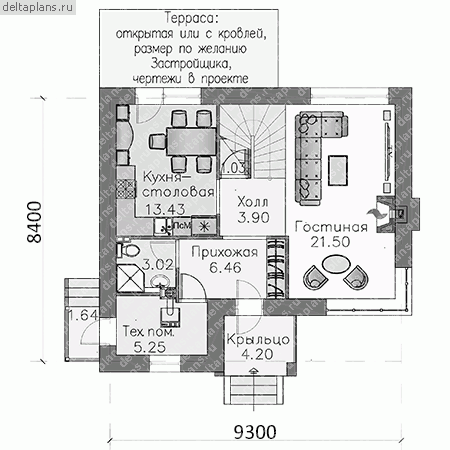 deltaplans.ru
Терраса:
открытая или с кровлей,
размер по желанию
Застройщика,
чертежи в проекте
1.03
Кухня-
столовая
13.43
ПсМ
Холл
3.90
Гостиная
21.50
8400
3.02
Прихожая
6.46
1.64
Тех.пом.
5.25
Крыльцо
4.20
9300